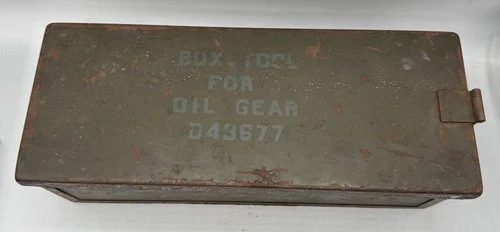 BOX, TOOL
FOR
OIL GEAR
D43677